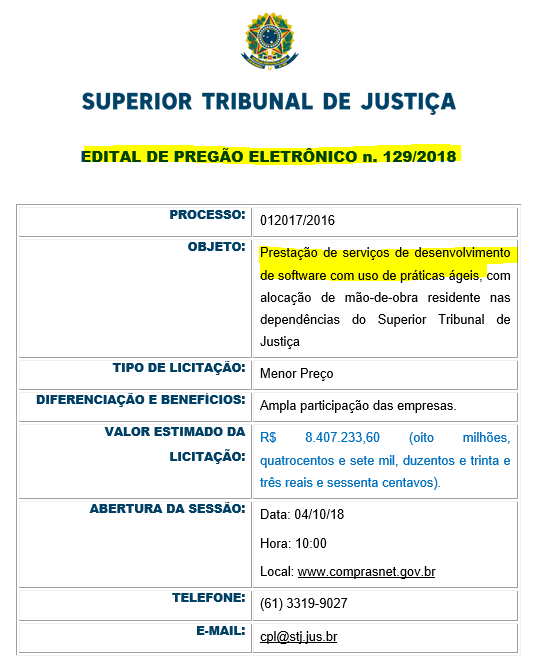 SUPERIOR TRIBUNAL DE JUSTIÇA
EDITAL DE PREGÃO ELETRÔNICO n. 129/2018
PROCESSO: 012017/2016
OBJETO: Prestação de serviços de desenvolvimento
de software com uso de práticas ágeis, com
alocação de mão-de-obra residente nas
dependências do Superior Tribunal de
Justiça
TIPO DE LICITAÇÃO: Menor Preço
DIFERENCIAÇÃO E BENEFÍCIOS: Ampla participação das empresas.
VALOR ESTIMADO DA
LICITAÇÃO:
R$ 8.407.233,60 (oito milhões,
quatrocentos e sete mil, duzentos e trinta e
três reais e sessenta centavos).
ABERTURA DA SESSÃO: Data: 04/10/18
Hora: 10:00
Local: www.comprasnet.gov.br
TELEFONE: (61) 3319-9027
E-MAIL: cpl@stj.jus.br